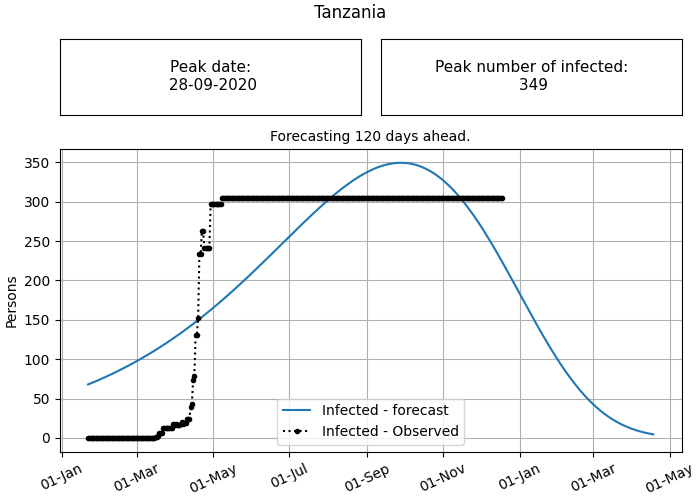 Tanzania
Peak date:
28-09-2020
Peak number of infected:
349
Forecasting 120 days ahead.
350
300
250
200
150
100
50
0
Persons
Infected - forecast
Infected - Observed
01-Jan
01-Mar
01-May
01-Jul
01-Sep
01-Nov
01-Jan
01-Mar
01-May